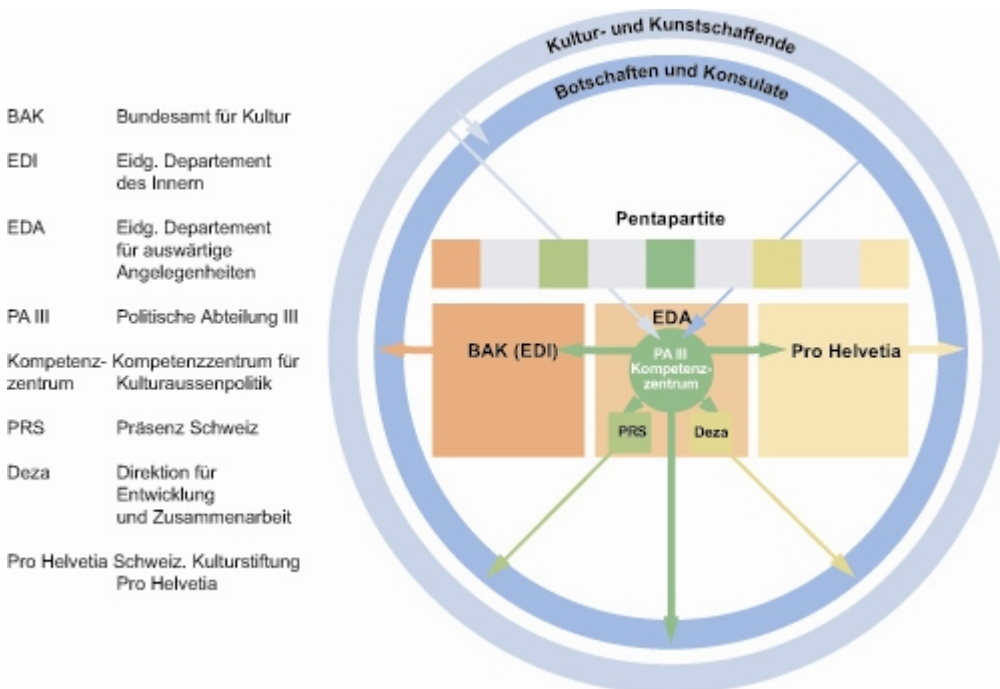 BAK Bundesamt für Kultur
EDI Eidg. Departement
des Innern
EDA Eidg. Departement
für auswärtige
Angelegenheiten
PA III Politische Abteilung III
Kompetenz- Kompetenzzentrum für
zentrum Kulturaussenpolitik
PRS Präsenz Schweiz
Deza Direktion für
Entwicklung
und Zusammenarbeit
Pro Helvetia Schweiz. Kulturstiftung
Pro Helvetia
Kultur- und Kunstschaffende
Botschaften und Konsulate
Pentapartite
BAK (EDI)
EDA
PA III
Kompetenz-
zentrum
PRS
Deza
Pro Helvetia